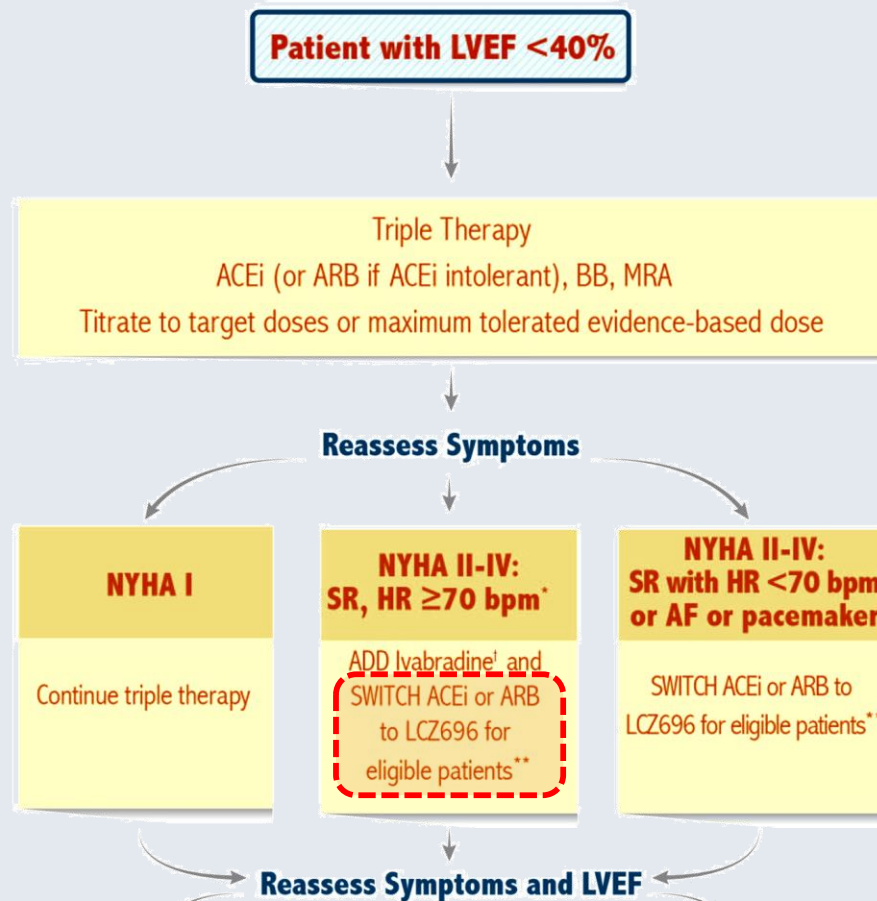 Patient with LVEF <40%
Triple Therapy
ACEi (or ARB if ACEi intolerant), BB, MRA
Titrate to target doses or maximum tolerated evidence-based dose
Reassess Symptoms
NYHA I
Continue triple therapy
NYHA II-IV:
SR, HR ≥70 bpm*
ADD Ivabradine† and
SWITCH ACEi or ARB
to LCZ696 for
eligible patients**
NYHA II-IV:
SR with HR <70 bpm
or AF or pacemaker
SWITCH ACEi or ARB to
LCZ696 for eligible patients**
Reassess Symptoms and LVEF